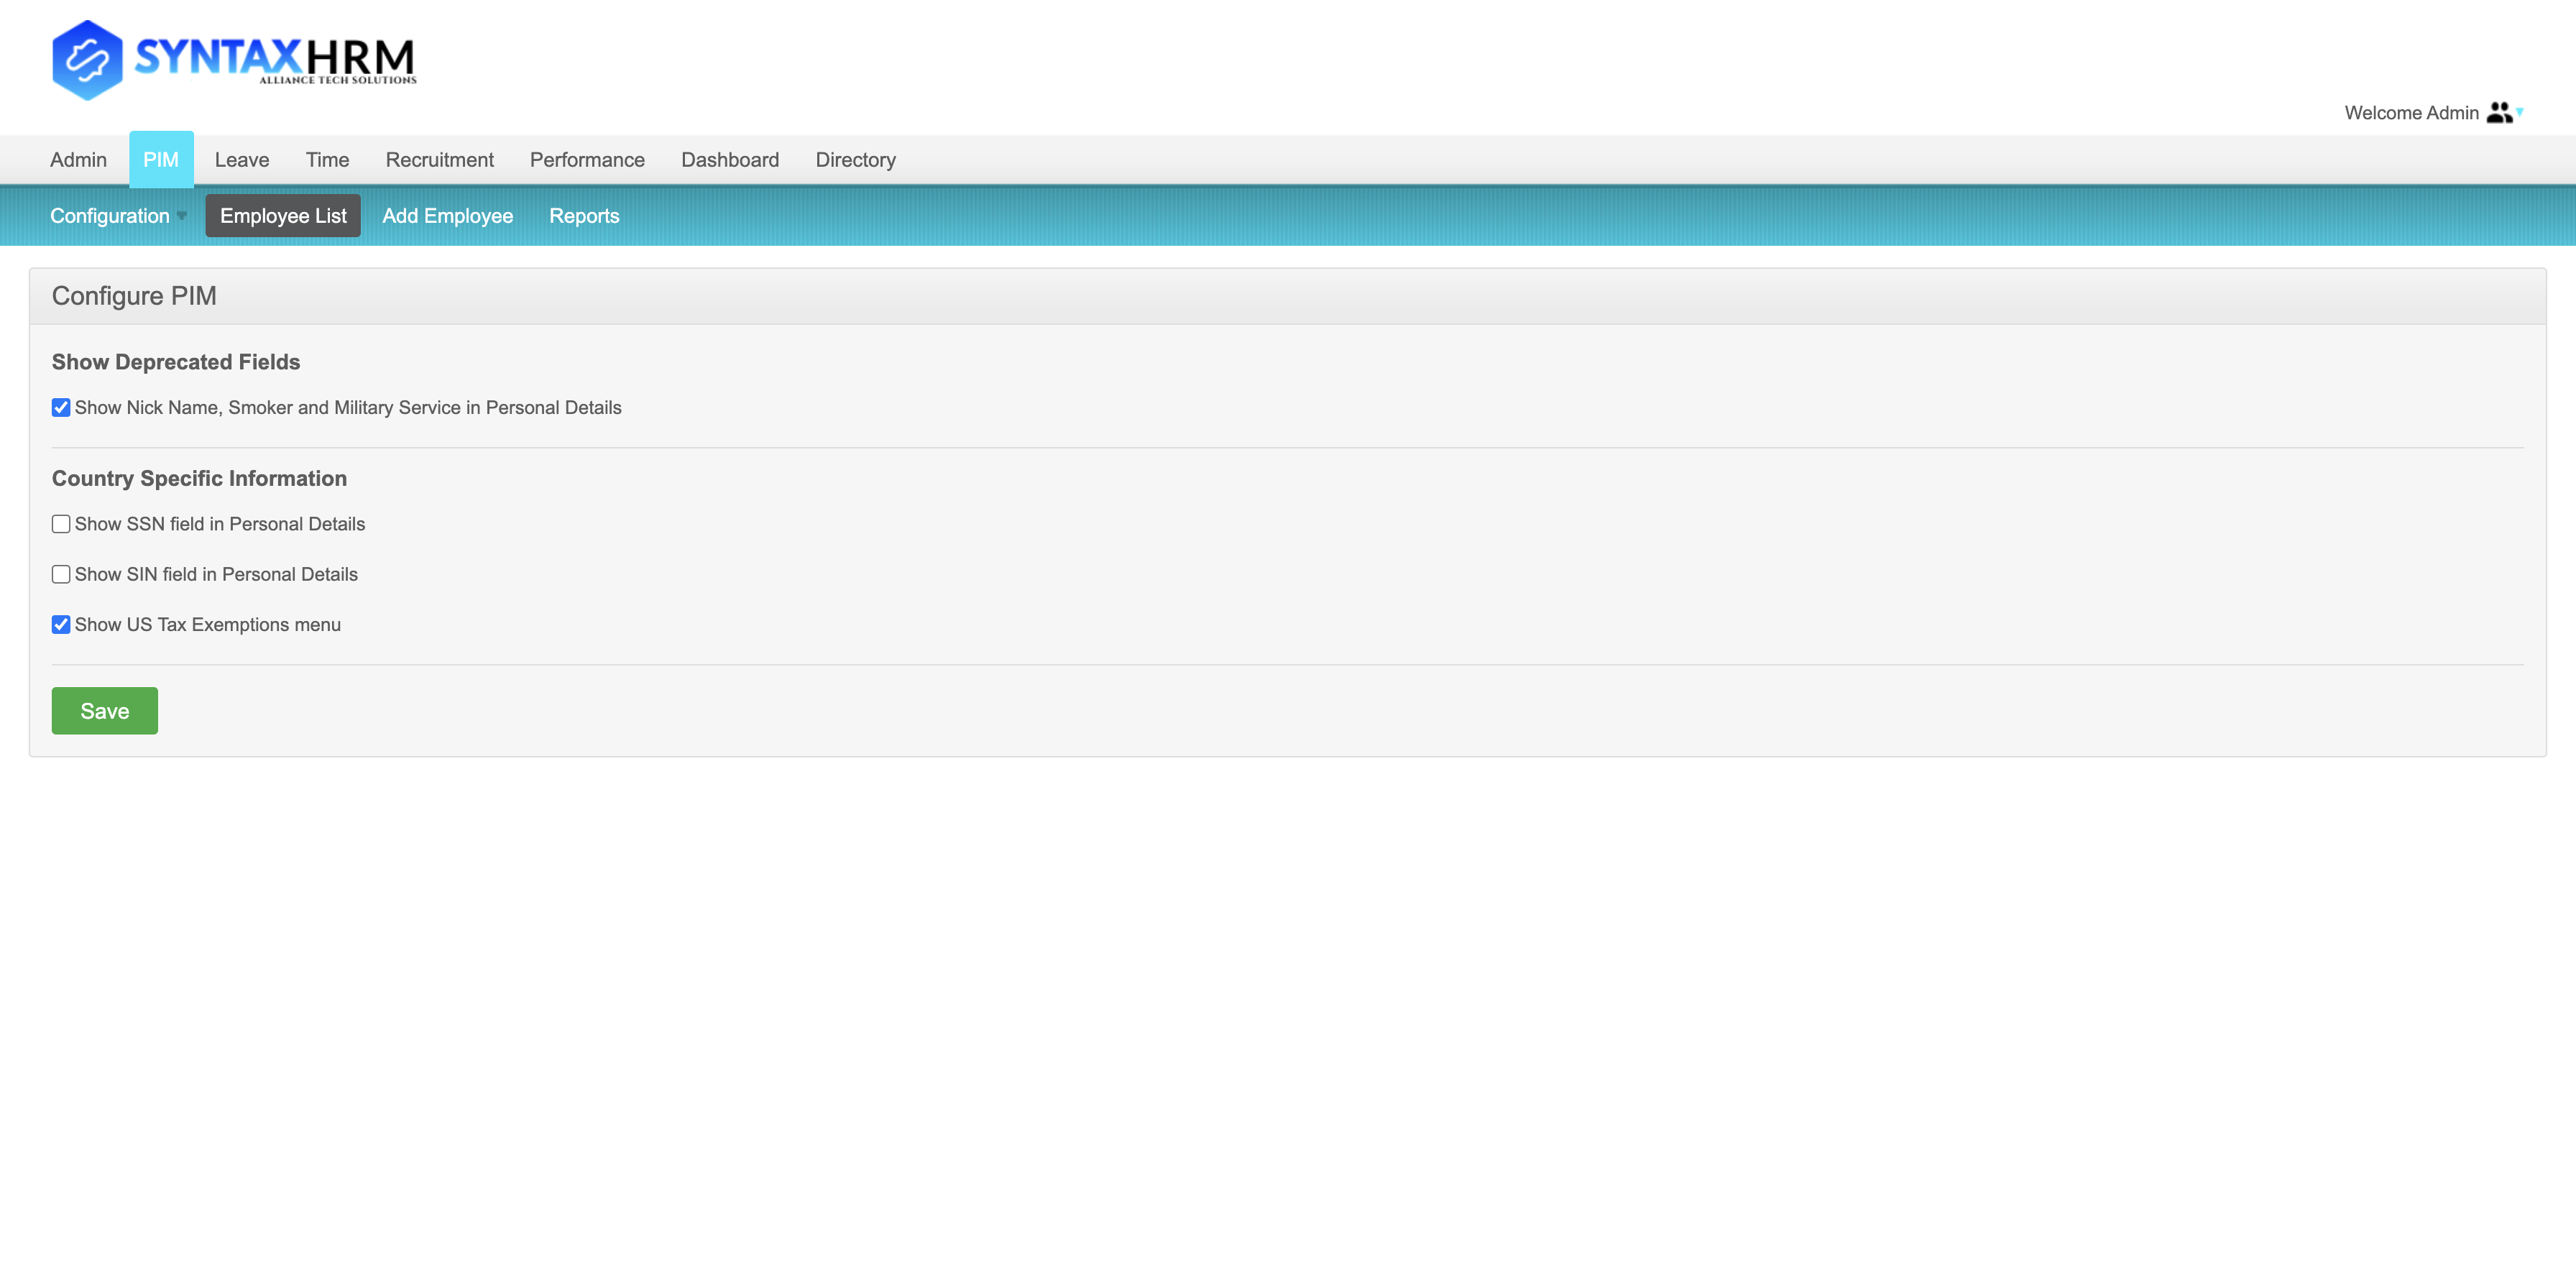 SYNTAXHRM
ALLIANCE TECH SOLUTIONS
Welcome Admin
Admin PIM Leave Time Recruitment Performance Dashboard Directory
Configuration Employee List Add Employee Reports
Configure PIM
Show Deprecated Fields
Show Nick Name, Smoker and Military Service in Personal Details
Country Specific Information
Show SSN field in Personal Details
Show SIN field in Personal Details
Show US Tax Exemptions menu
Save